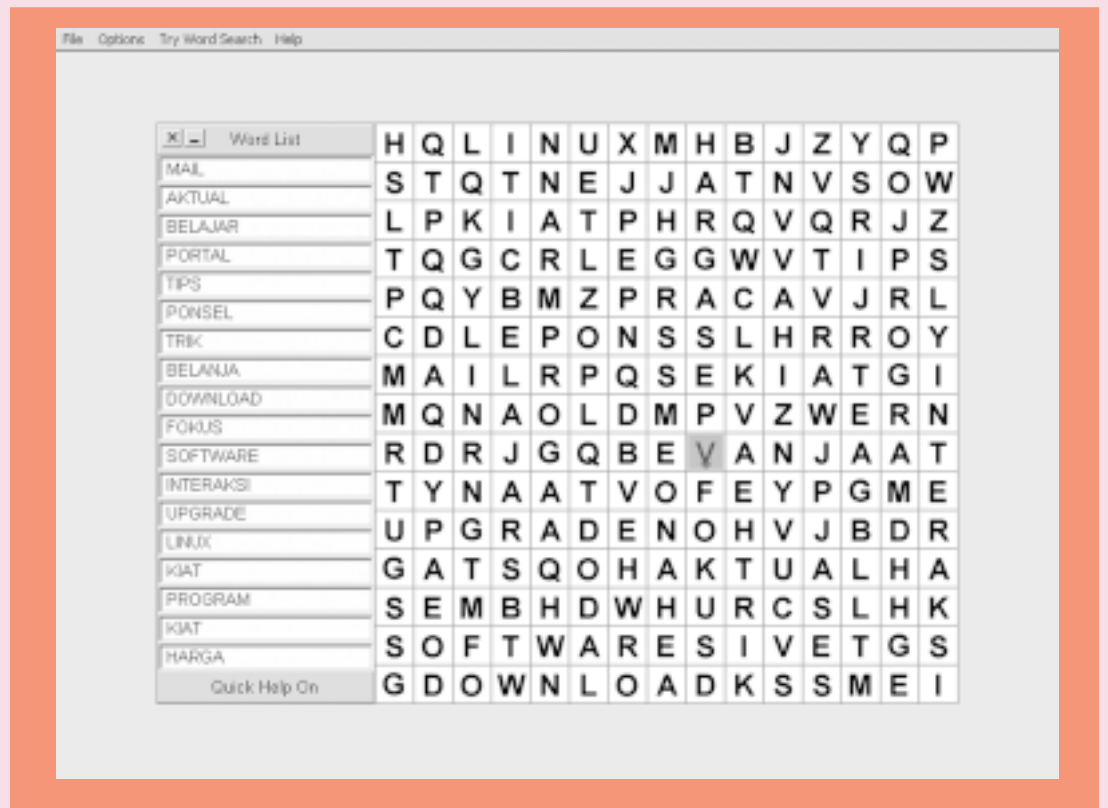 File Options Try Word Search Help
Word List
MAIL
AKTUAL
BELAJAR
PORTAL
TIPS
PONSEL
TRIK
BELANJA
DOWNLOAD
FOKUS
SOFTWARE
INTERAKSI
UPGRADE
LINUX
KIAT
PROGRAM
KIAT
HARGA
Quick Help On
H Q L I N U X M H B J Z Y Q P
S T Q T N E J J A T N V S O W
L P K I A T P H R Q V Q R J Z
T Q G C R L E G G W V T I P S
P Q Y B M Z P R A C A V J R L
C D L E P O N S S L H R R O Y
M A I L R P Q S E K I A T G I
M Q N A O L D M P V Z W E R N
R D R J G Q B E V A N J A A T
T Y N A A T V O F E Y P G M E
U P G R A D E N O H V J B D R
G A T S Q O H A K T U A L H A
S E M B H D W H U R C S L H K
S O F T W A R E S I V E T G S
G D O W N L O A D K S S M E I